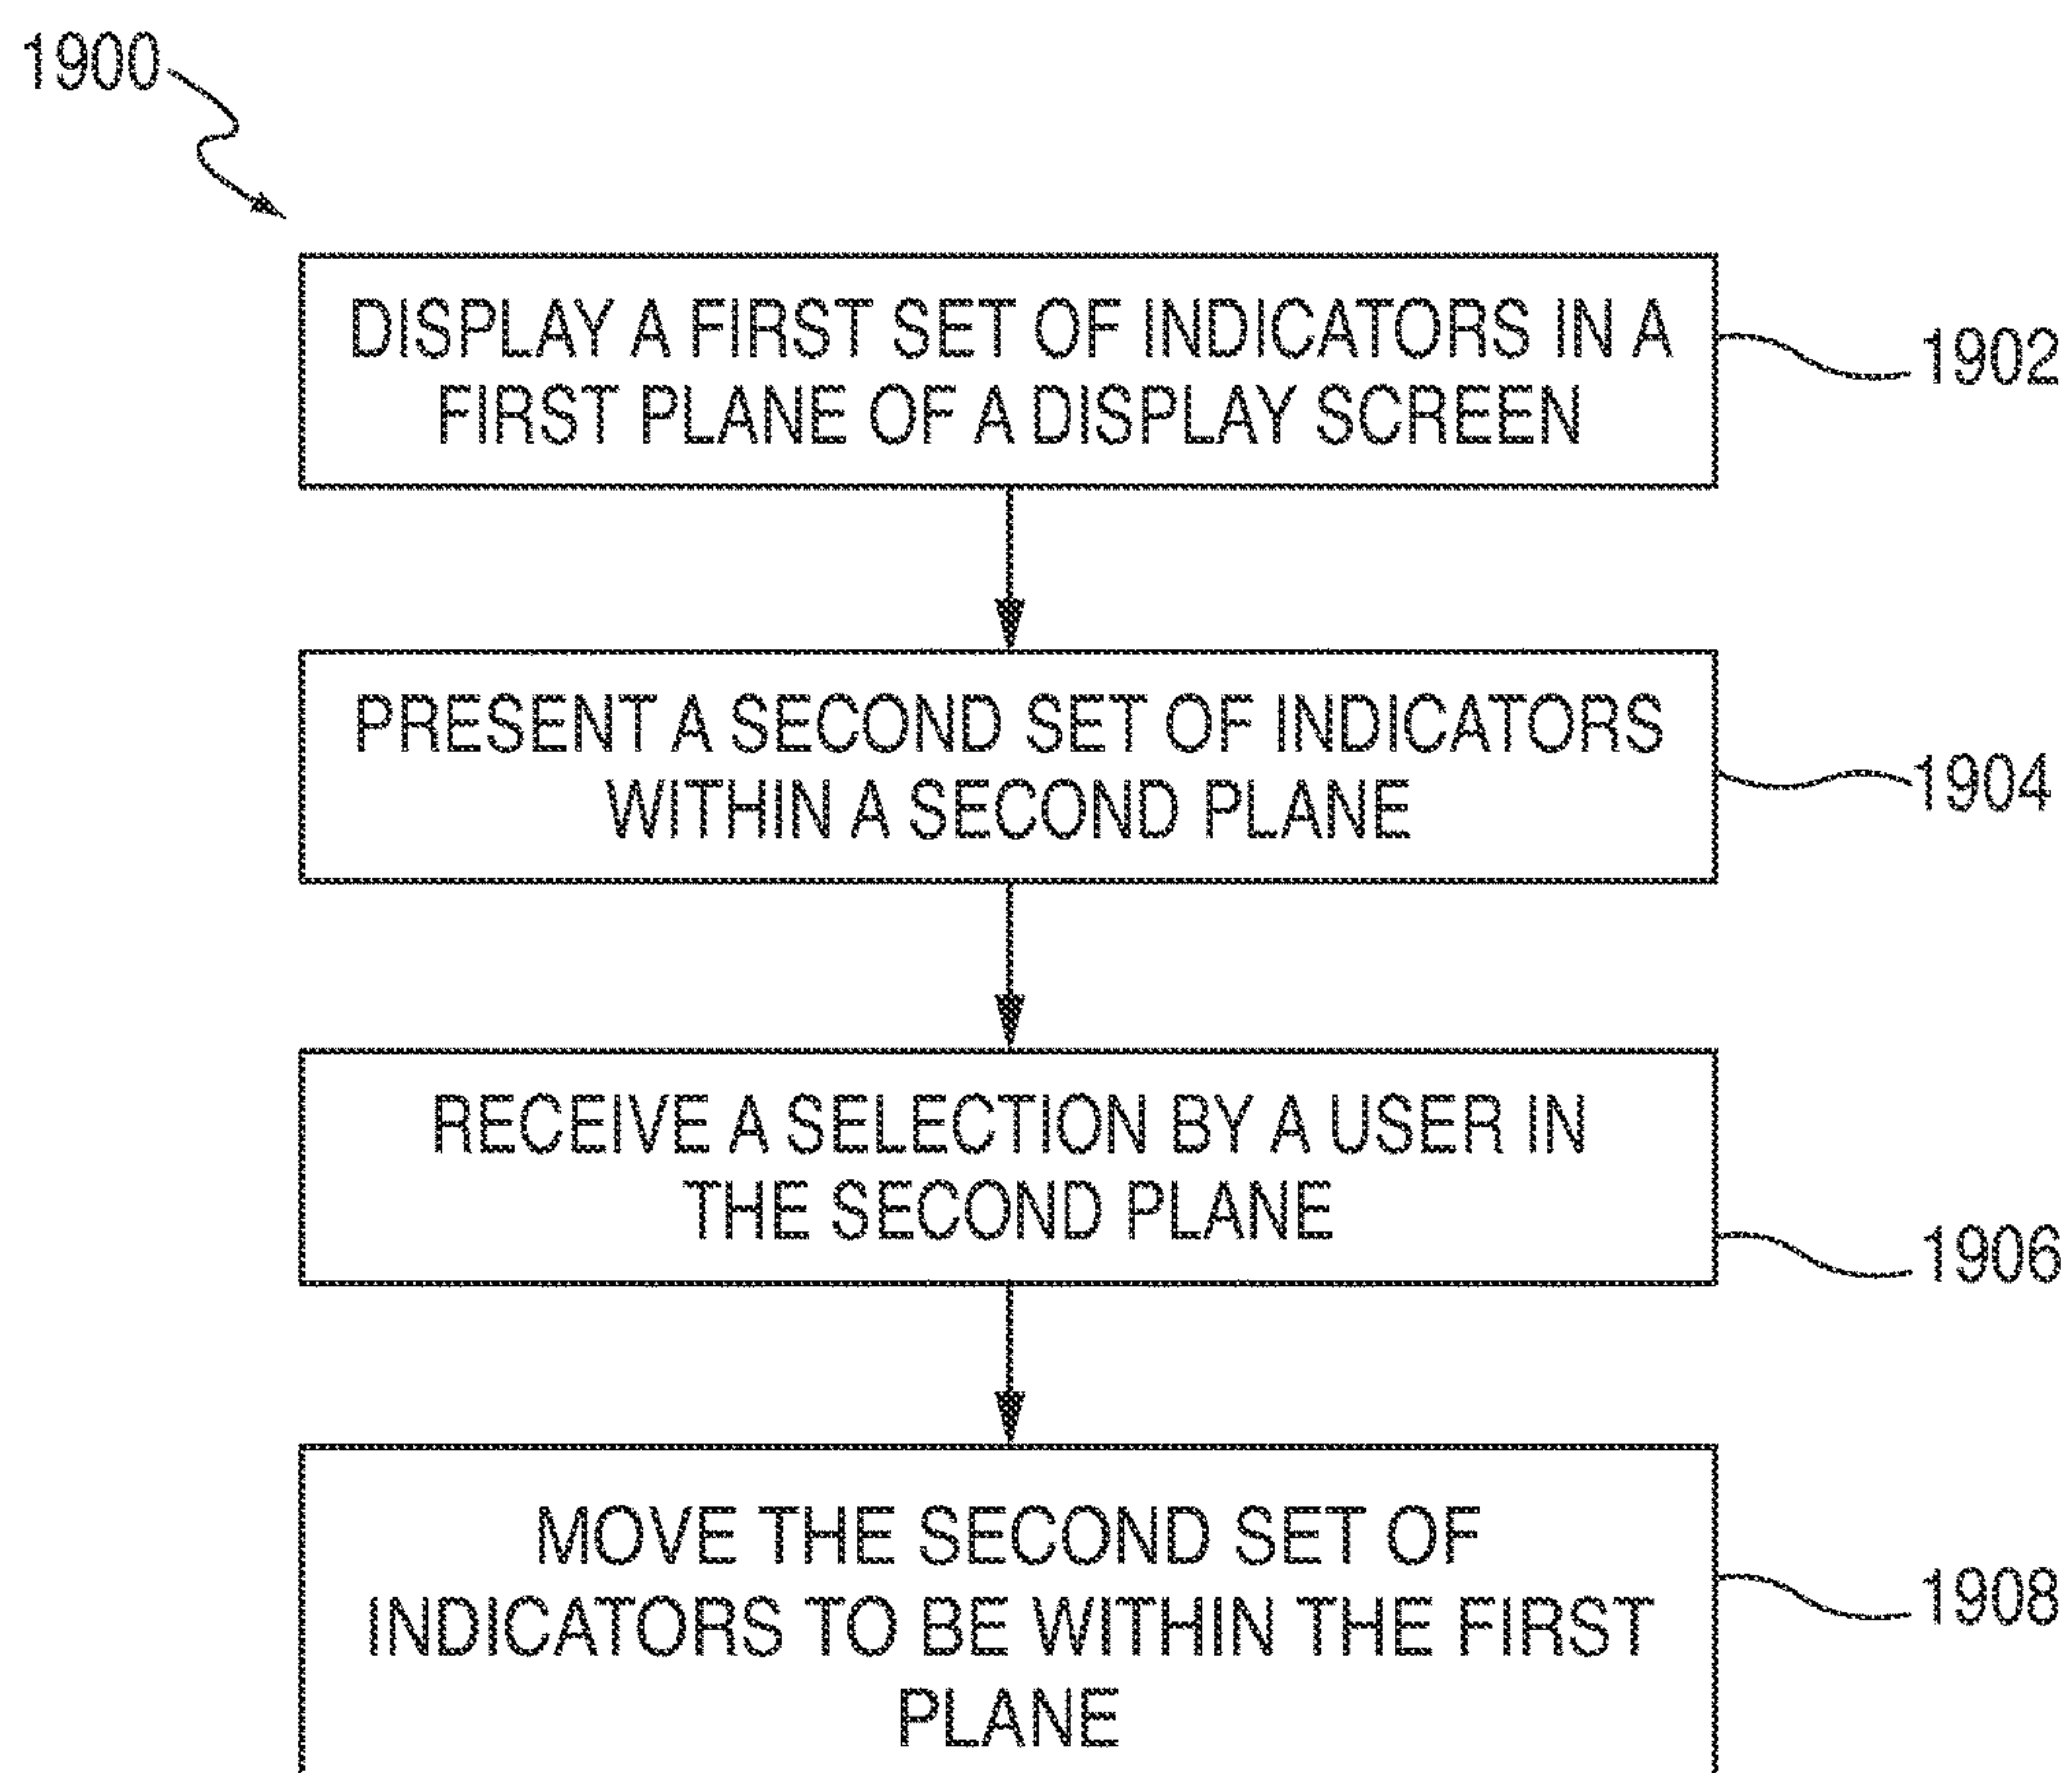 1900
DISPLAY A FIRST SET OF INDICATORS IN A
FIRST PLANE OF A DISPLAY SCREEN
1902
PRESENT A SECOND SET OF INDICATORS
WITHIN A SECOND PLANE
1904
RECEIVE A SELECTION BY A USER IN
THE SECOND PLANE
1906
MOVE THE SECOND SET OF
INDICATORS TO BE WITHIN THE FIRST
PLANE
1908